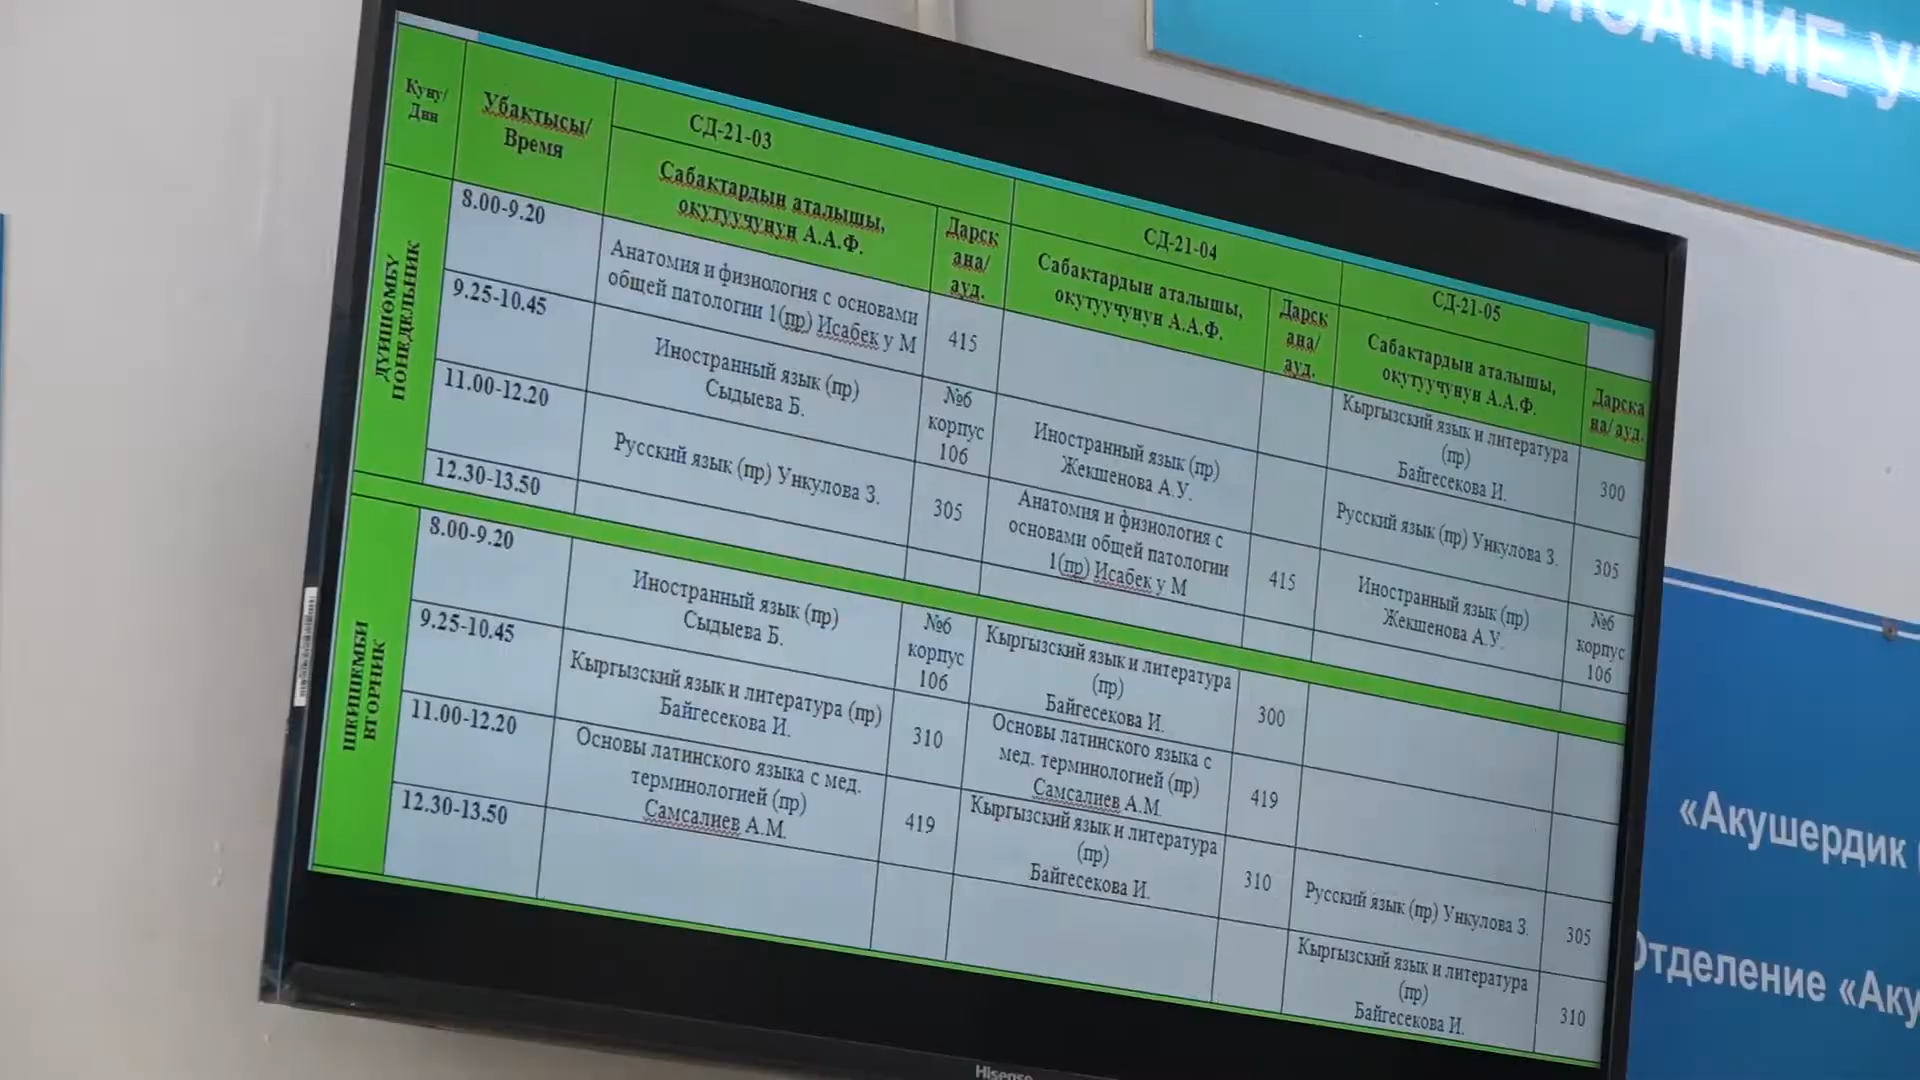 ИСАНИЕ У
Күнү/
Дни
Убактысы/
Время
СД-21-03
СД-21-04
СД-21-05
Сабактардын аталышы,
окутуучунун А.А.Ф.
Дарск
ана/
ауд.
Сабактардын аталышы,
окутуучунун А.А.Ф.
Дарск
ана/
ауд.
Сабактардын аталышы,
окутуучунун А.А.Ф.
Дарска
на/ ауд.
ДҮЙШӨМБҮ
ПОНЕДЕЛЬНИК
8.00-9.20
Анатомия и физиология с основами
общей патологии 1(пр) Исабек у М
415
Кыргызский язык и литература
(пр)
Байгесекова И.
300
9.25-10.45
Иностранный язык (пр)
Сыдыева Б.
№6
корпус
106
Иностранный язык (пр)
Жекшенова А.У.
Русский язык (пр) Ункулова З.
305
11.00-12.20
Русский язык (пр) Ункулова З.
305
Анатомия и физиология с
основами общей патологии
1(пр) Исабек у М
415
Иностранный язык (пр)
Жекшенова А.У.
№6
корпус
106
12.30-13.50
ШЕЙШЕМБИ
ВТОРНИК
8.00-9.20
Иностранный язык (пр)
Сыдыева Б.
№6
корпус
106
Кыргызский язык и литература
(пр)
Байгесекова И.
300
9.25-10.45
Кыргызский язык и литература (пр)
Байгесекова И.
310
Основы латинского языка с
мед. терминологией (пр)
Самсалиев А.М.
419
11.00-12.20
Основы латинского языка с мед.
терминологией (пр)
Самсалиев А.М.
419
Кыргызский язык и литература
(пр)
Байгесекова И.
310
Русский язык (пр) Ункулова З.
305
12.30-13.50
Кыргызский язык и литература
(пр)
Байгесекова И.
310
«Акушердик
Отделение «Аку
Hisense